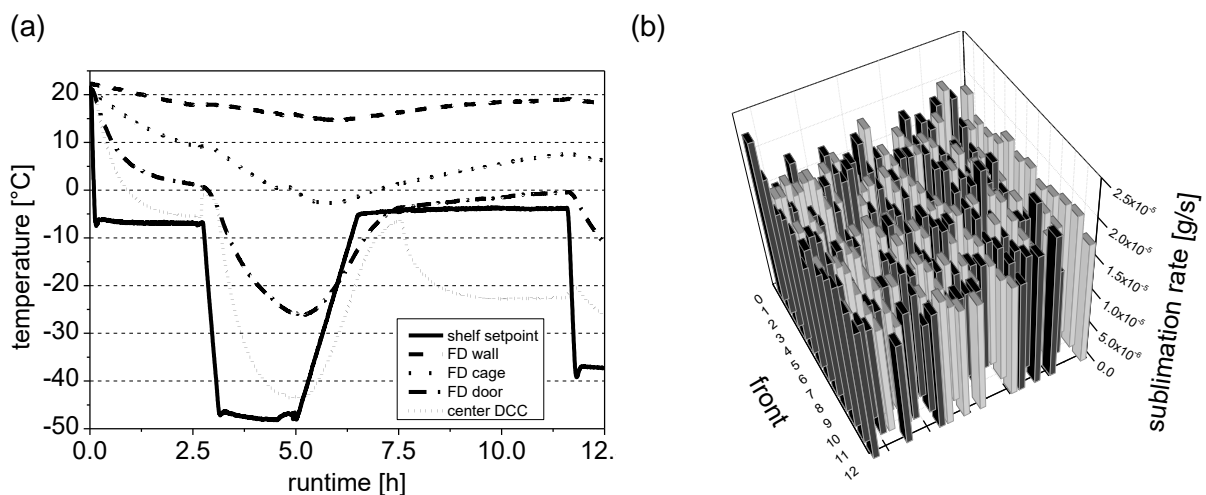 (a)
(b)
20
10
0
-10
-20
-30
-40
-50
temperature [°C]
0.0 2.5 5.0 7.5 10.0 12.
runtime [h]
shelf setpoint
FD wall
FD cage
FD door
center DCC
0
1
2
3
4
5
6
7
8
9
10
11
12
front
2.5x10⁻⁵
2.0x10⁻⁵
1.5x10⁻⁵
1.0x10⁻⁵
5.0x10⁻⁶
0.0
sublimation rate [g/s]